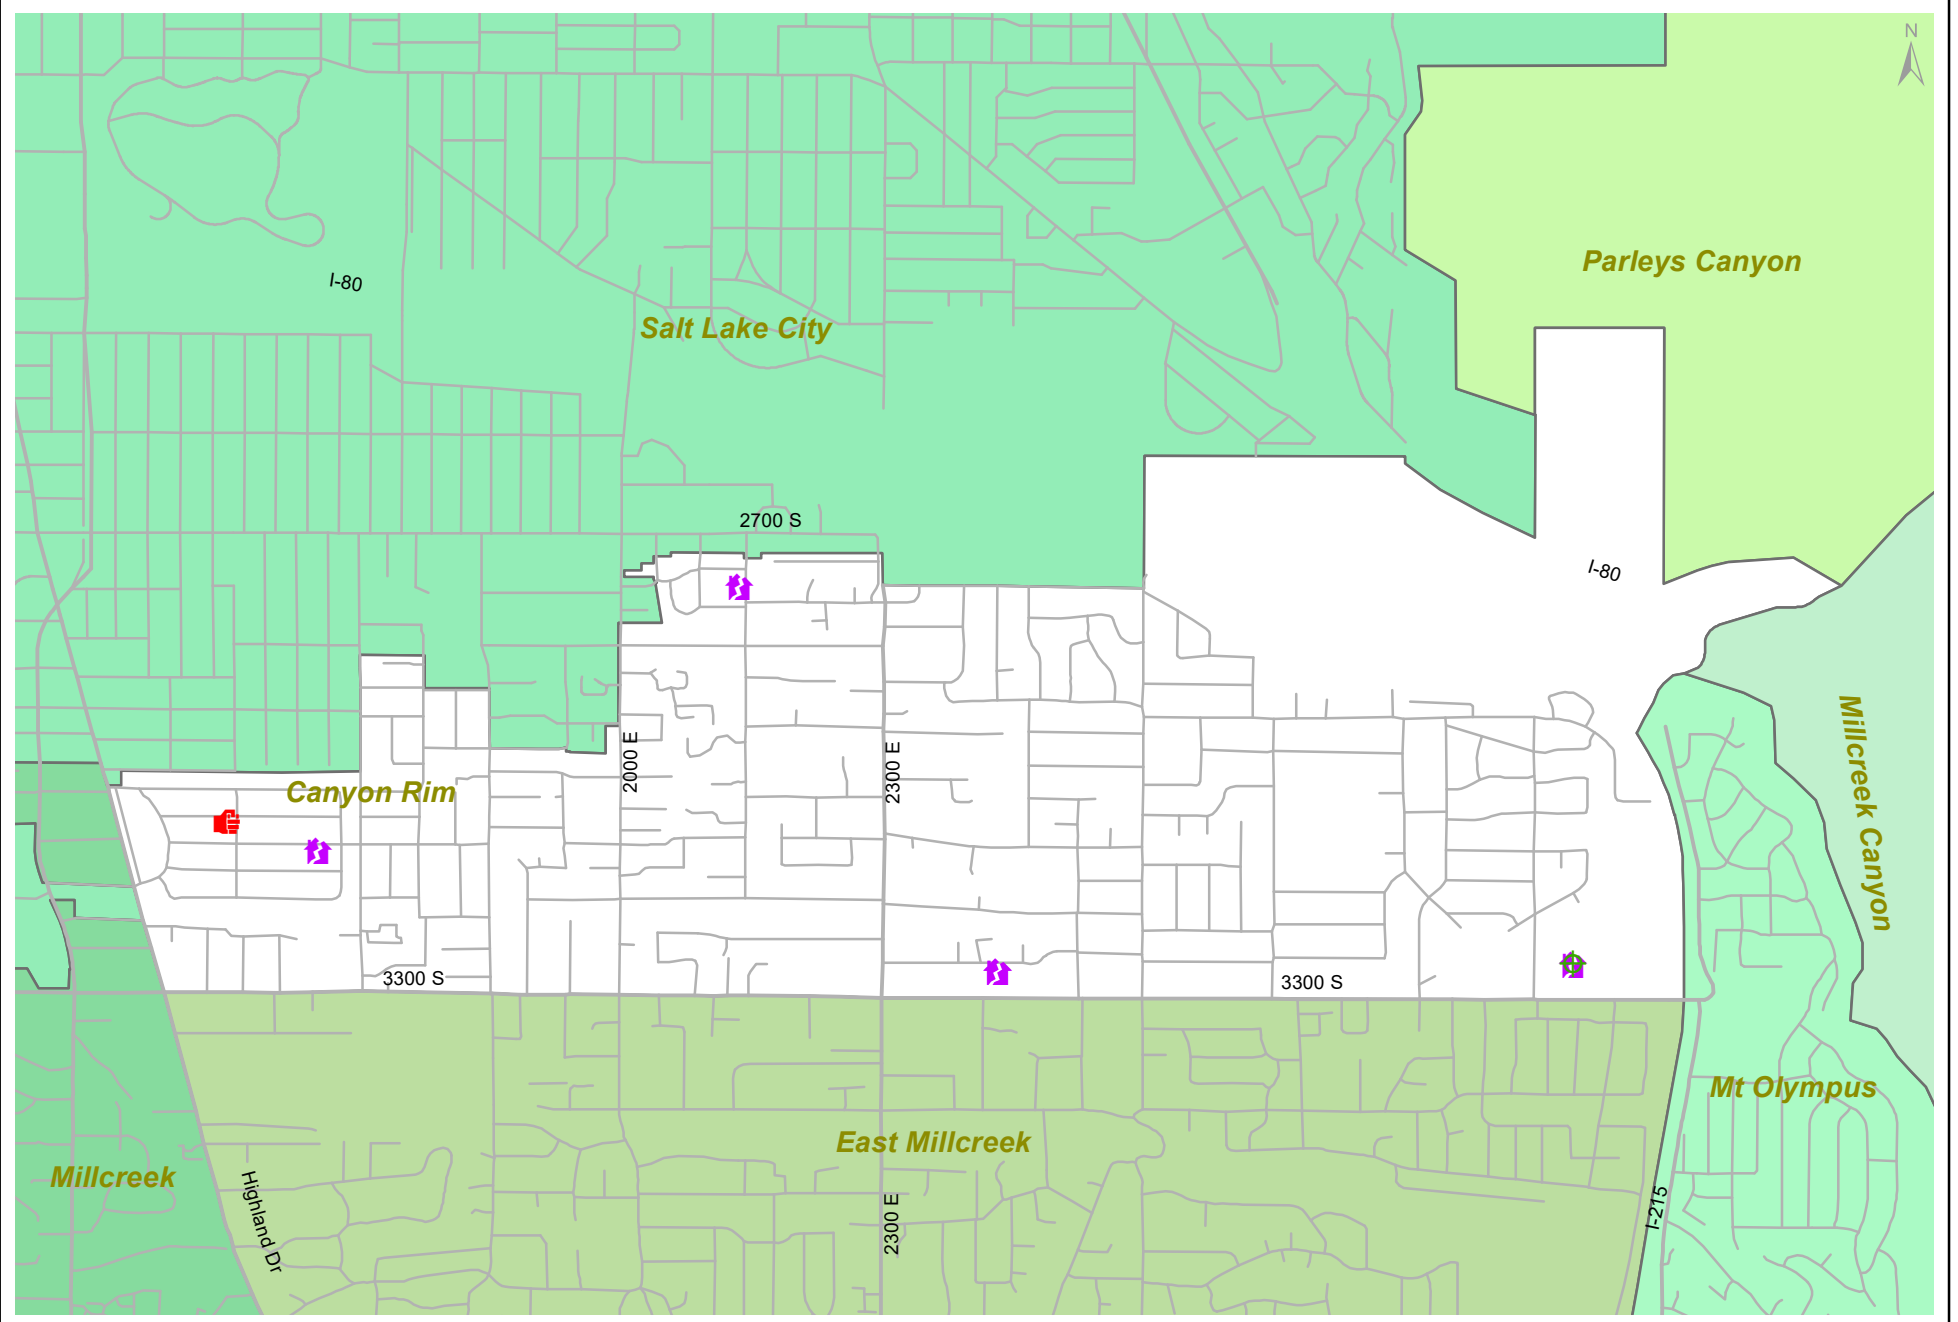 N
Parleys Canyon
I-80
Salt Lake City
2700 S
I-80
Canyon Rim
2000 E
2300 E
Millcreek Canyon
3300 S
3300 S
Mt Olympus
East Millcreek
Millcreek
Highland Dr
2300 E
I-215